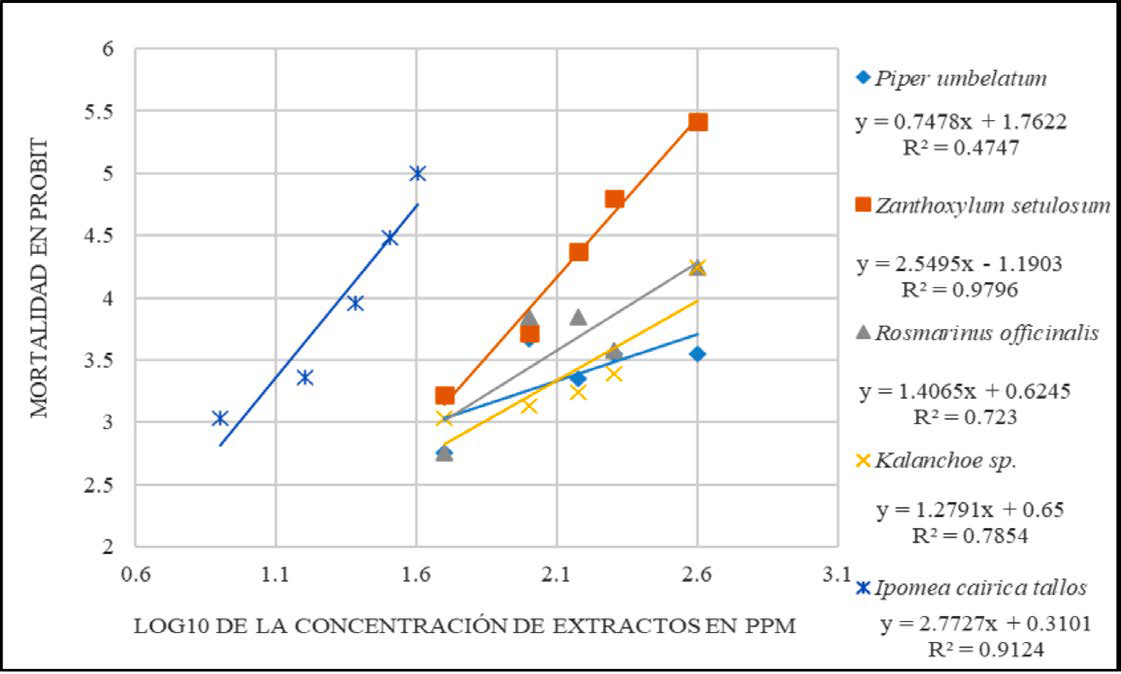 MORTALIDAD EN PROBIT
6
5.5
5
4.5
4
3.5
3
2.5
2
0.6 1.1 1.6 2.1 2.6 3.1
LOG10 DE LA CONCENTRACIÓN DE EXTRACTOS EN PPM
Piper umbelatum
y = 0.7478x + 1.7622
R² = 0.4747
Zanthoxylum setulosum
y = 2.5495x - 1.1903
R² = 0.9796
Rosmarinus officinalis
y = 1.4065x + 0.6245
R² = 0.723
Kalanchoe sp.
y = 1.2791x + 0.65
R² = 0.7854
Ipomea cairica tallos
y = 2.7727x + 0.3101
R² = 0.9124